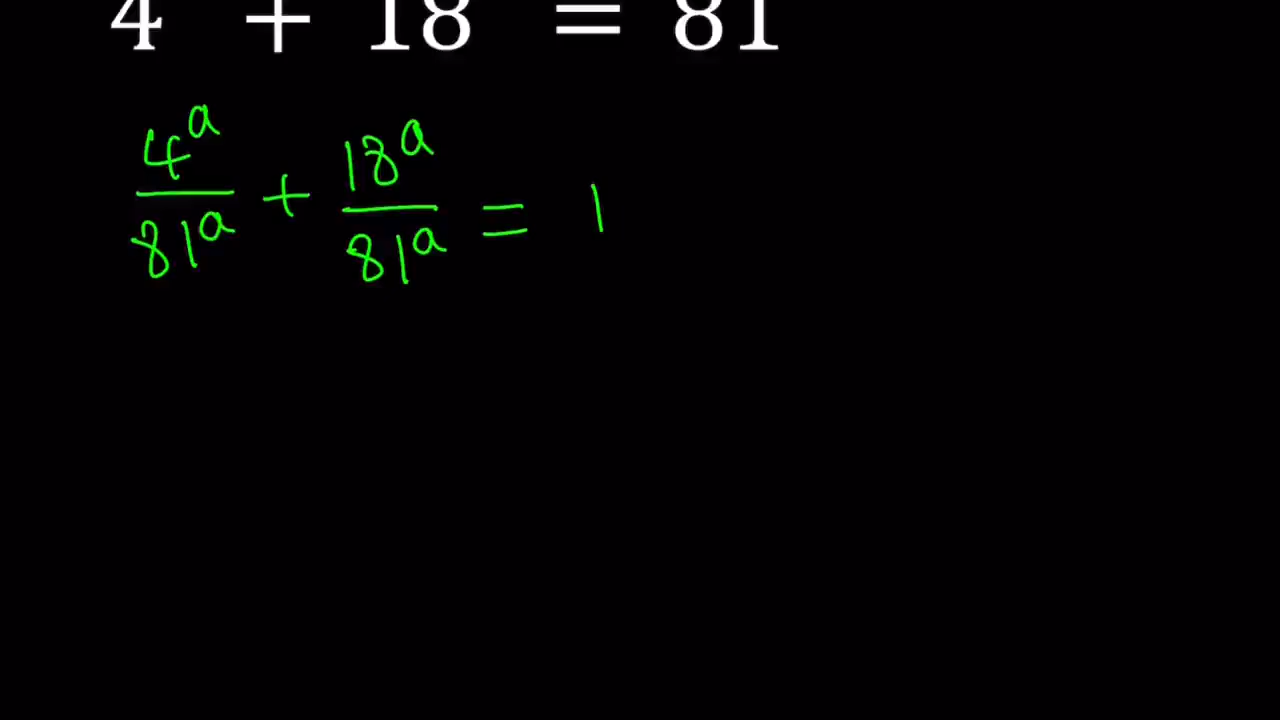 4 + 18 = 81
4^a/81^a + 18^a/81^a = 1